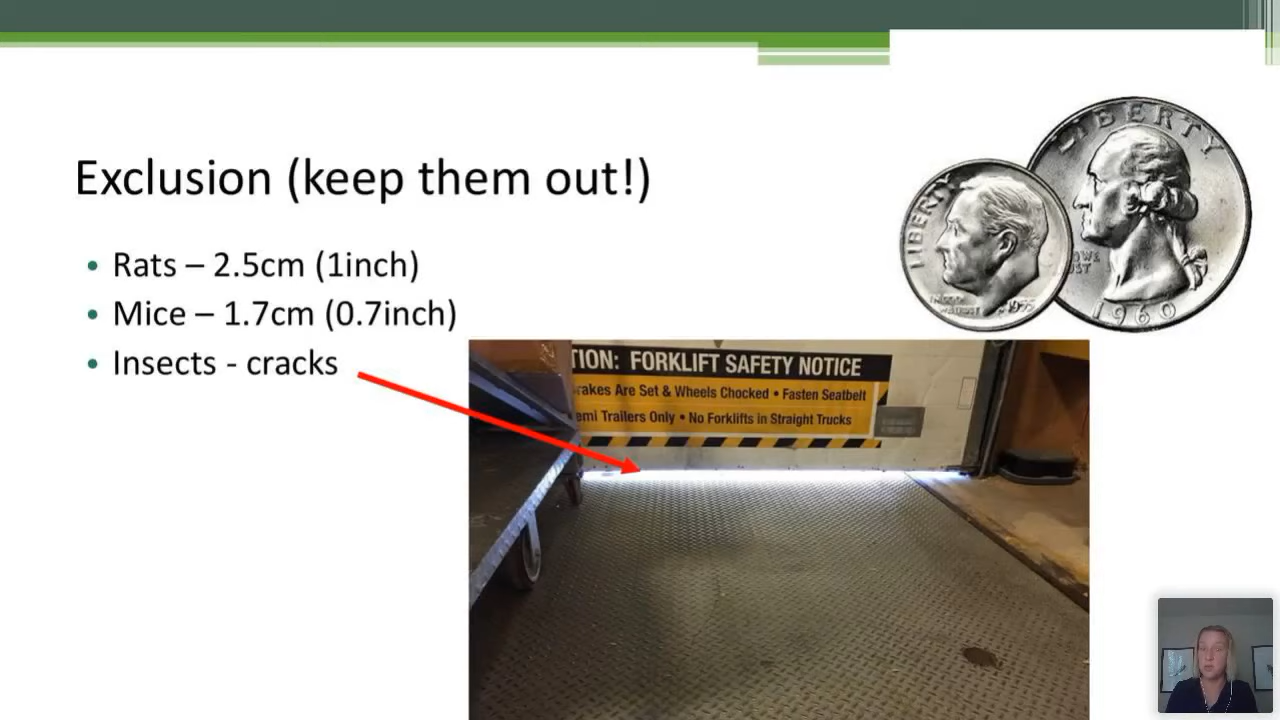 Exclusion (keep them out!)
• Rats – 2.5cm (1inch)
• Mice – 1.7cm (0.7inch)
• Insects - cracks
LIBERTY
1960
LIBERTY
TION: FORKLIFT SAFETY NOTICE
rakes Are Set & Wheels Chocked • Fasten Seatbelt
emi Trailers Only • No Forklifts in Straight Trucks